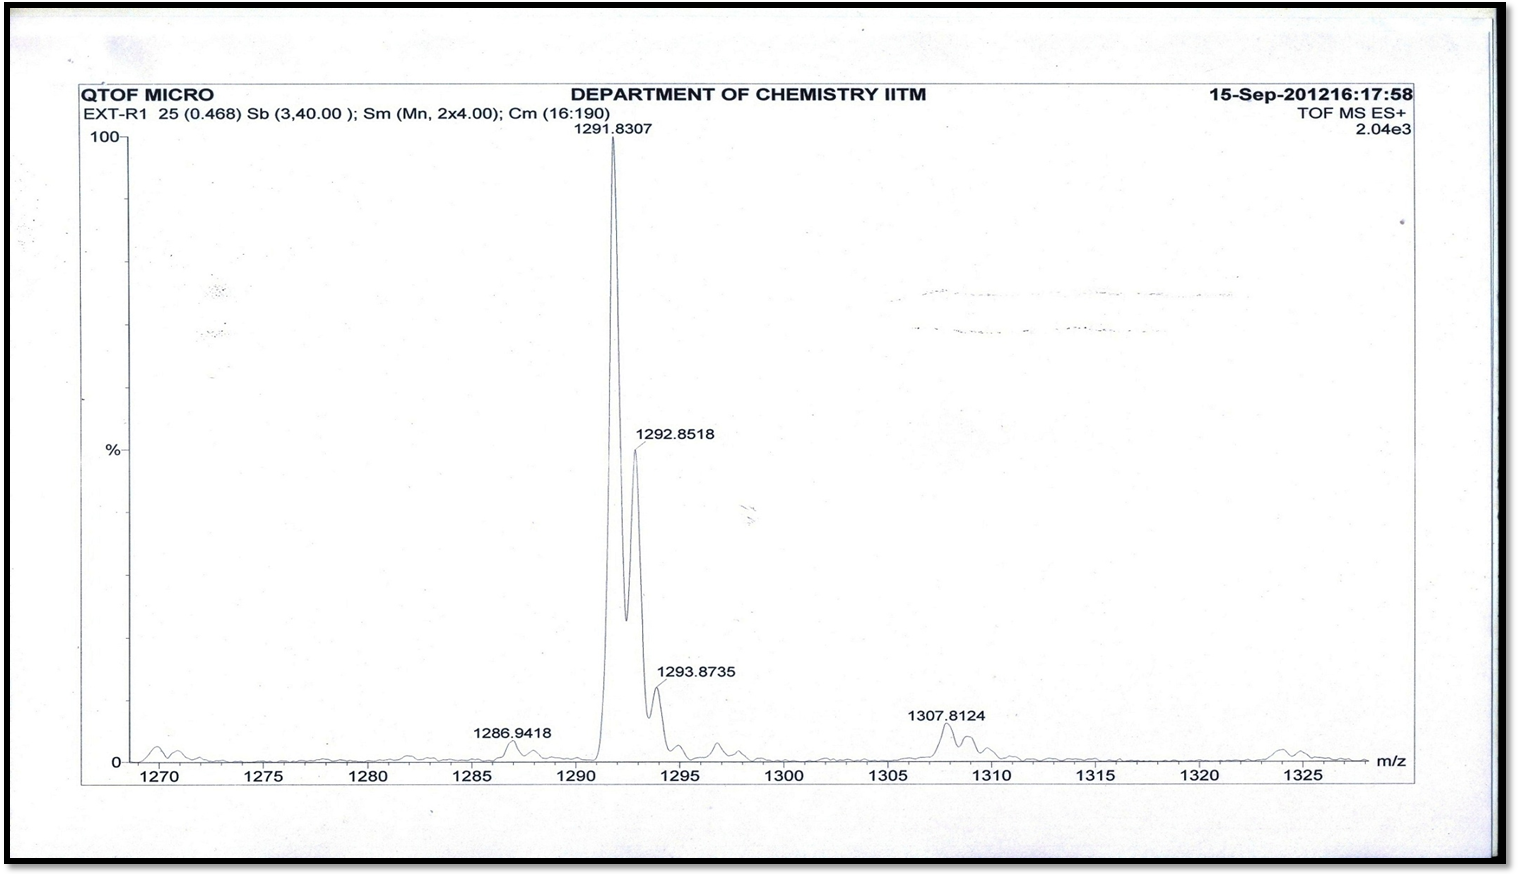 QTOF MICRO DEPARTMENT OF CHEMISTRY IITM 15-Sep-201216:17:58
EXT-R1 25 (0.468) Sb (3,40.00 ); Sm (Mn, 2x4.00); Cm (16:190) TOF MS ES+
1291.8307 2.04e3
100
1292.8518
%
1293.8735
1307.8124
1286.9418
0
1270 1275 1280 1285 1290 1295 1300 1305 1310 1315 1320 1325 m/z